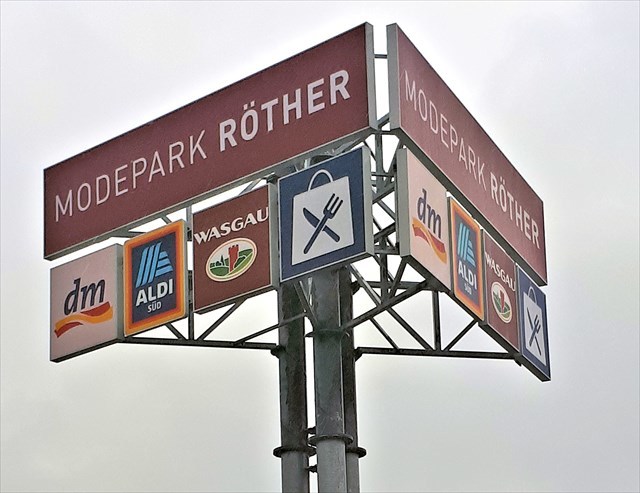 MODEPARK RÖTHER
dm
ALDI
SÜD
WASGAU
MODEPARK RÖTHER
dm
ALDI
SÜD
WASGAU